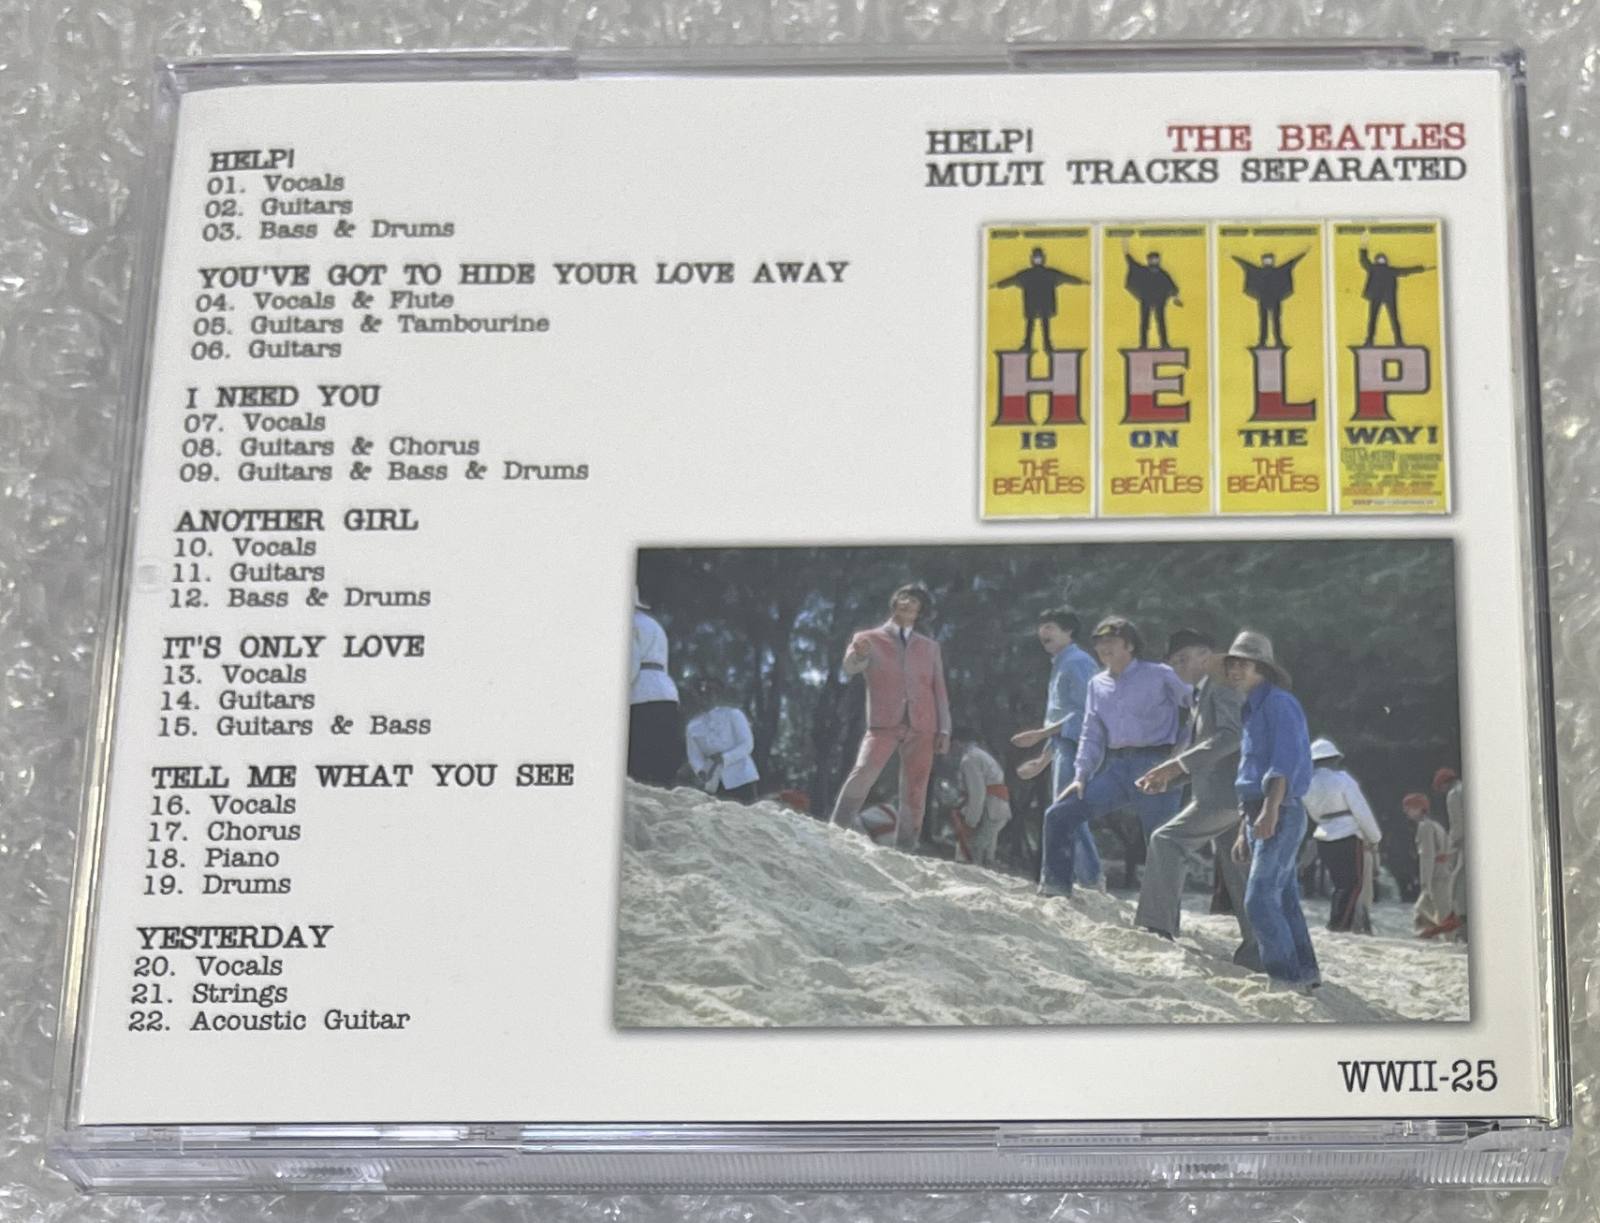 HELP!
01. Vocals
02. Guitars
03. Bass & Drums
YOU'VE GOT TO HIDE YOUR LOVE AWAY
04. Vocals & Flute
05. Guitars & Tambourine
06. Guitars
I NEED YOU
07. Vocals
08. Guitars & Chorus
09. Guitars & Bass & Drums
ANOTHER GIRL
10. Vocals
11. Guitars
12. Bass & Drums
IT'S ONLY LOVE
13. Vocals
14. Guitars
15. Guitars & Bass
TELL ME WHAT YOU SEE
16. Vocals
17. Chorus
18. Piano
19. Drums
YESTERDAY
20. Vocals
21. Strings
22. Acoustic Guitar
HELP! THE BEATLES
MULTI TRACKS SEPARATED
H E L P
IS ON THE WAY!
THE BEATLES
THE BEATLES
THE BEATLES
WWII-25